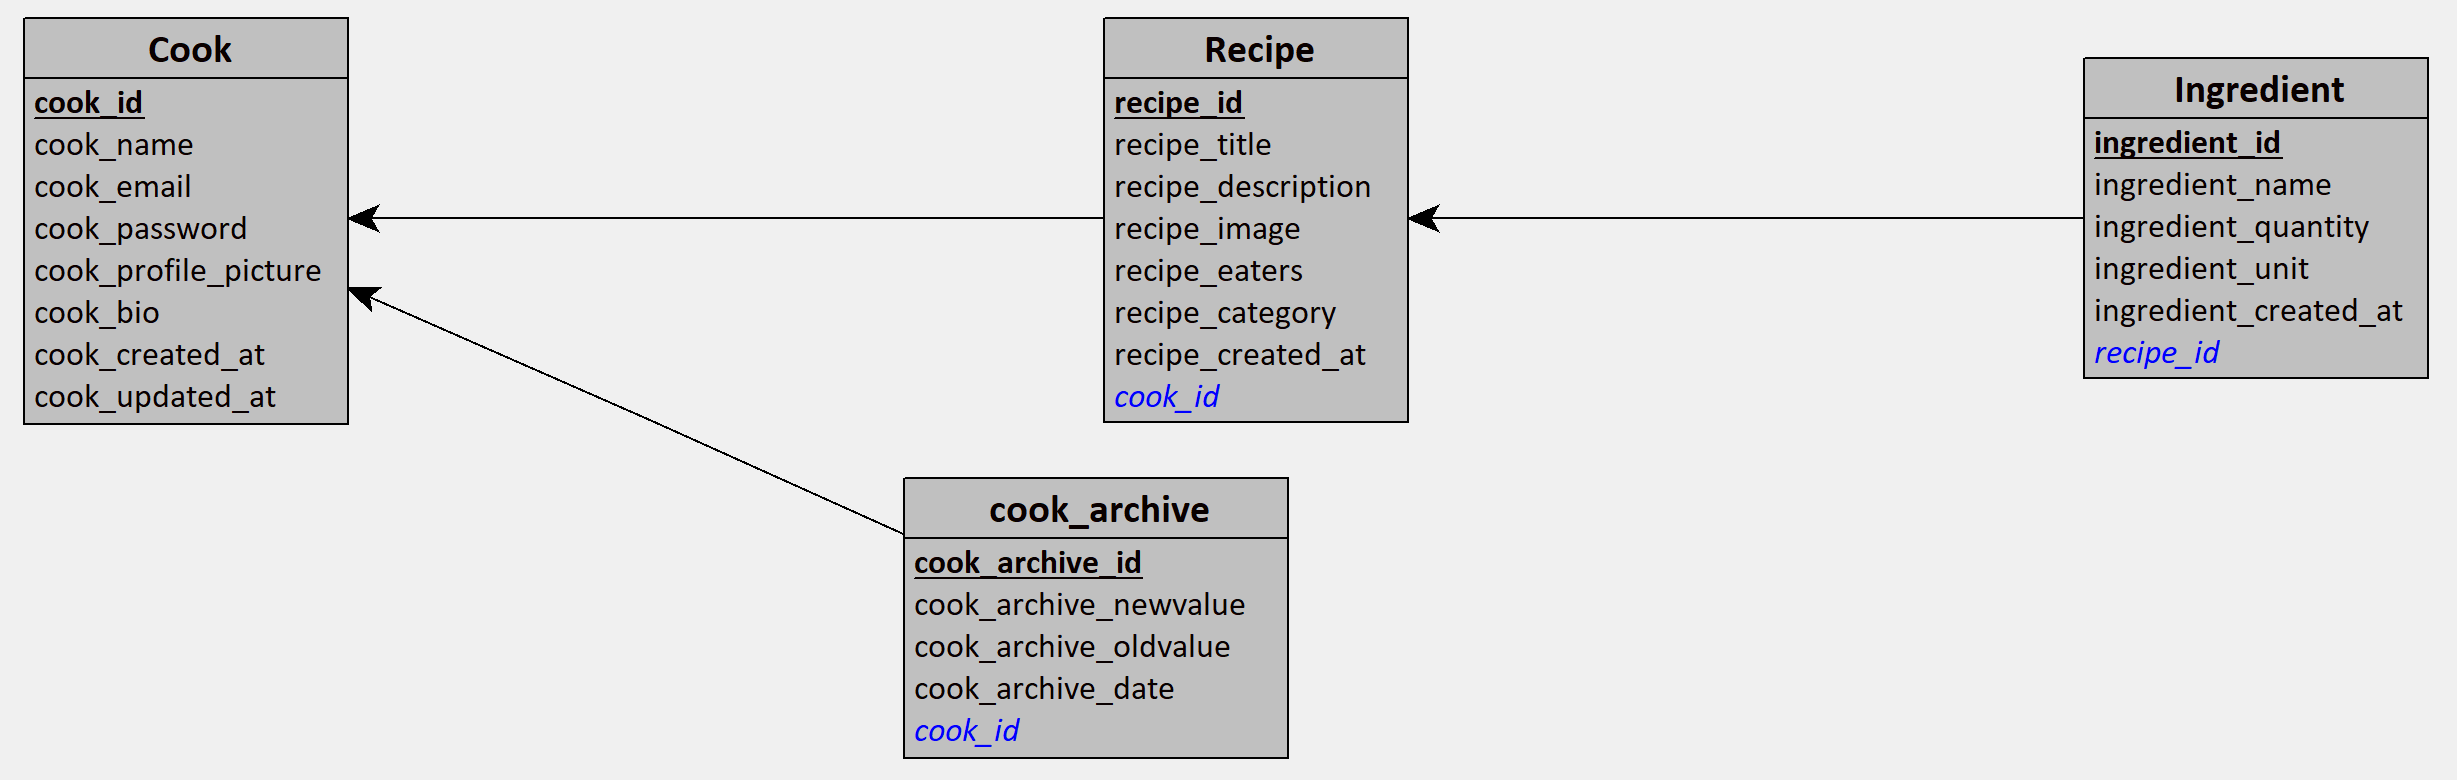 Cook
cook_id
cook_name
cook_email
cook_password
cook_profile_picture
cook_bio
cook_created_at
cook_updated_at
Recipe
recipe_id
recipe_title
recipe_description
recipe_image
recipe_eaters
recipe_category
recipe_created_at
cook_id
Ingredient
ingredient_id
ingredient_name
ingredient_quantity
ingredient_unit
ingredient_created_at
recipe_id
cook_archive
cook_archive_id
cook_archive_newvalue
cook_archive_oldvalue
cook_archive_date
cook_id